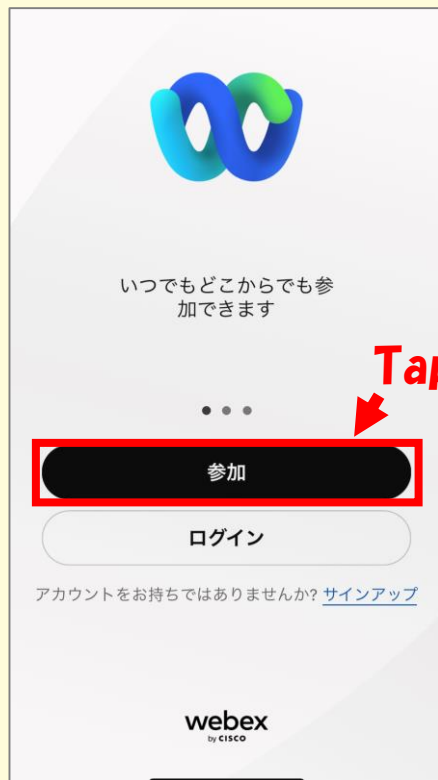 いつでもどこからでも参
加できます
Tap
参加
ログイン
アカウントをお持ちではありませんか? サインアップ
webex
by CISCO